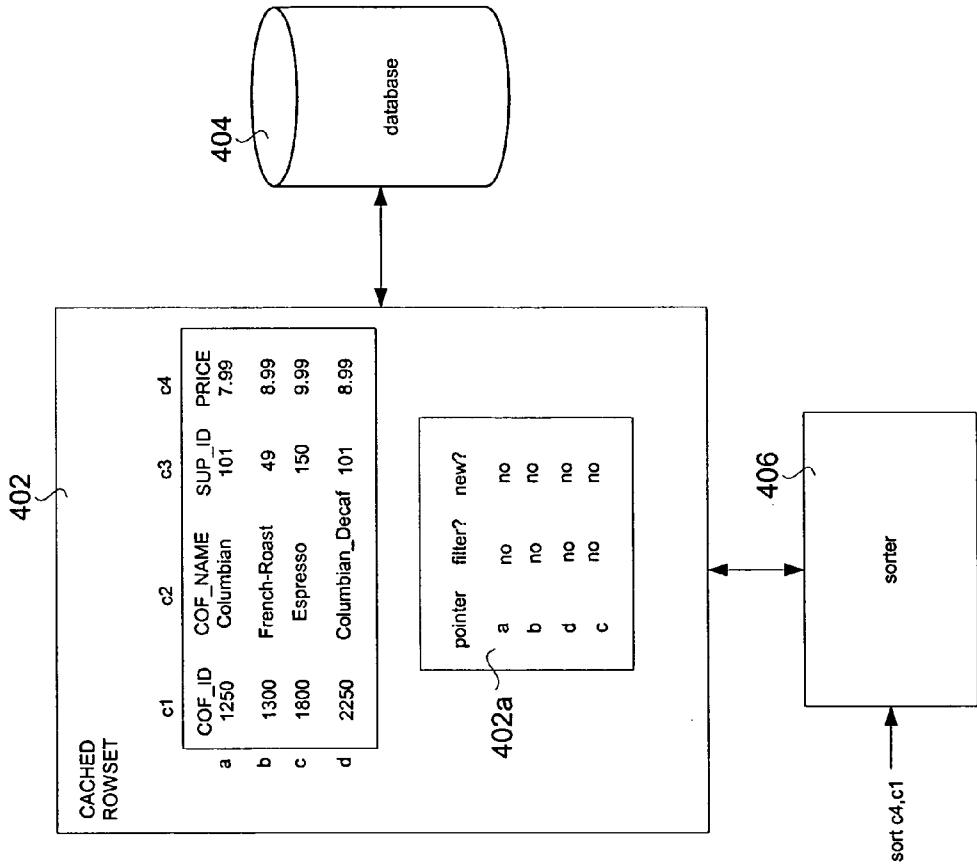 402
CACHED
ROWSET
c1 c2 c3 c4
COF_ID COF_NAME SUP_ID PRICE
a 1250 Columbian 101 7.99
b 1300 French-Roast 49 8.99
c 1800 Espresso 150 9.99
d 2250 Columbian_Decaf 101 8.99
402a
pointer filter? new?
a no no
b no no
d no no
c no no
404
database
406
sorter
sort c4,c1